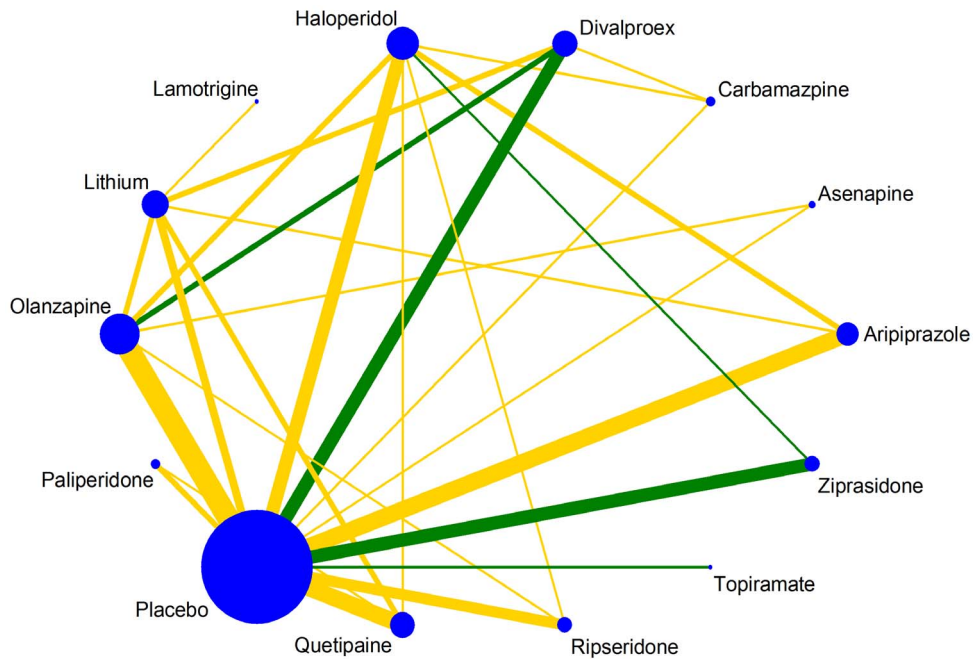 Haloperidol
Divalproex
Lamotrigine
Carbamazpine
Lithium
Asenapine
Olanzapine
Aripiprazole
Paliperidone
Ziprasidone
Placebo
Topiramate
Quetipaine
Ripseridone